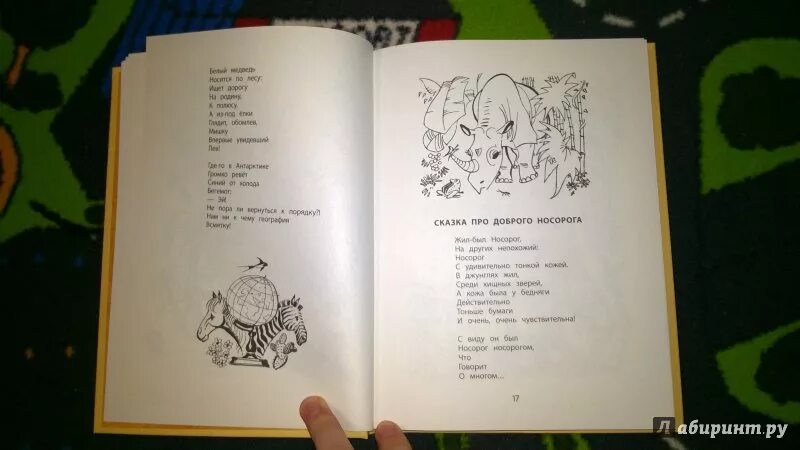 Белый медведь
Носится по лесу:
Ищет дорогу
На родину,
К полюсу.
А из-под ёлки
Глядит, обомлев,
Мишку
Впервые увидевший
Лев!
Где-то в Антарктике
Громко ревёт
Синий от холода
Бегемот:
— Эй!
Не пора ли вернуться к порядку?!
Нам ни к чему география
Всмятку!
СКАЗКА ПРО ДОБРОГО НОСОРОГА
Жил-был Носорог,
На других непохожий:
Носорог
С удивительно тонкой кожей.
В джунглях жил,
Среди хищных зверей,
А кожа была у бедняги
Действительно
Тоньше бумаги
И очень, очень чувствительна!
С виду он был
Носорог носорогом,
Что
Говорит
О многом...
17
Лабиринт.ру